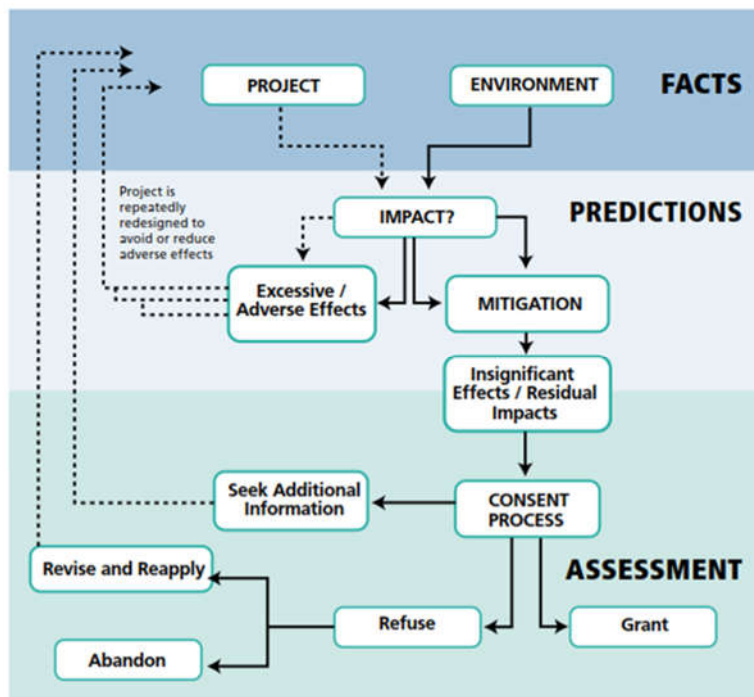 PROJECT
ENVIRONMENT
FACTS
Project is
repeatedly
redesigned to
avoid or reduce
adverse effects
IMPACT?
PREDICTIONS
Excessive /
Adverse Effects
MITIGATION
Insignificant
Effects / Residual
Impacts
Seek Additional
Information
CONSENT
PROCESS
Revise and Reapply
ASSESSMENT
Refuse
Grant
Abandon